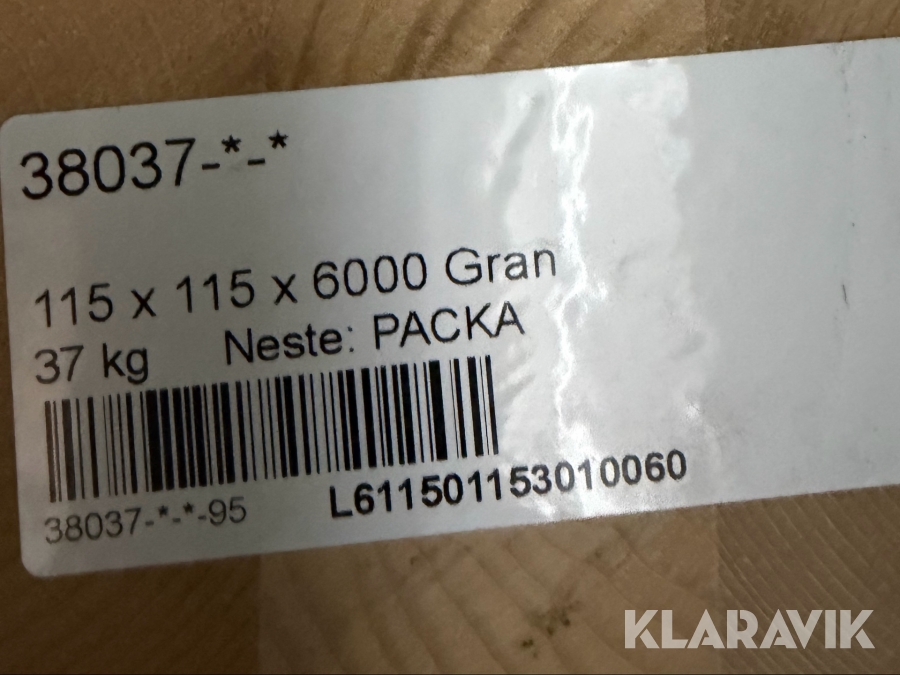 38037-*-*
115 x 115 x 6000 Gran
37 kg Neste: PACKA
38037-*-*-95 L611501153010060
KLARAVIK